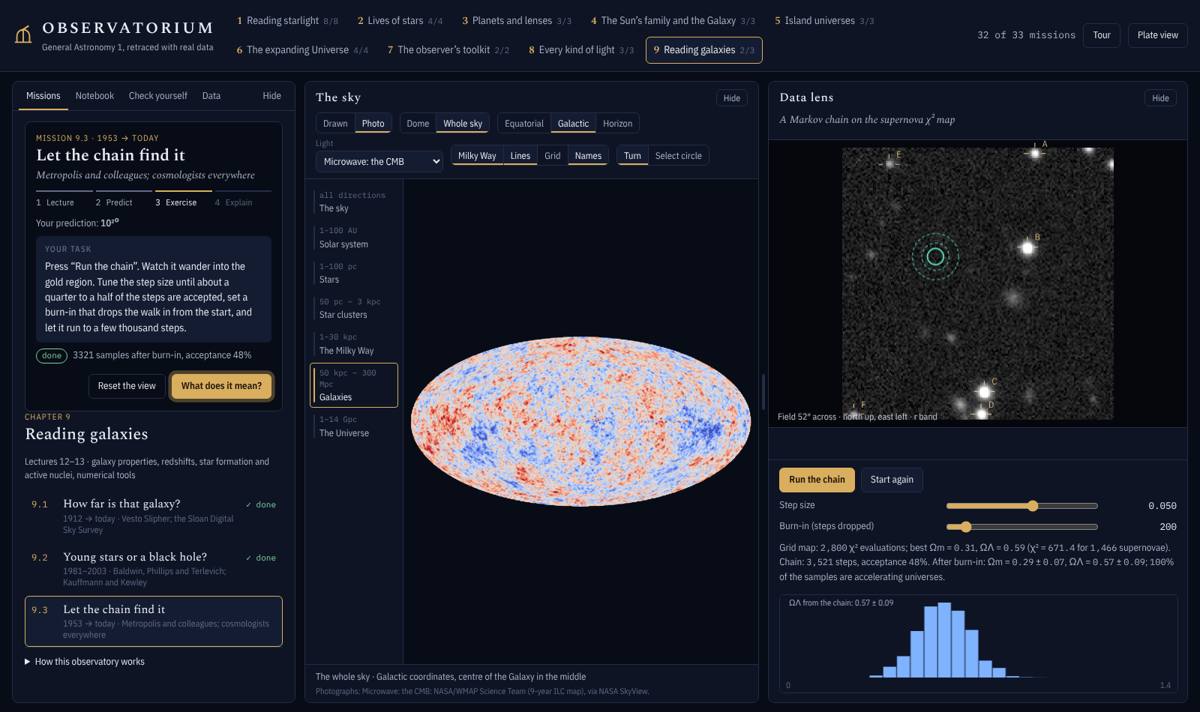 OBSERVATORIUM
General Astronomy 1, retraced with real data
1 Reading starlight 8/8
2 Lives of stars 4/4
3 Planets and lenses 3/3
4 The Sun's family and the Galaxy 3/3
5 Island universes 3/3
6 The expanding Universe 4/4
7 The observer's toolkit 2/2
8 Every kind of light 3/3
9 Reading galaxies 2/3
32 of 33 missions
Tour
Plate view
Missions
Notebook
Check yourself
Data
Hide
MISSION 9.3 · 1953 → TODAY
Let the chain find it
Metropolis and colleagues; cosmologists everywhere
1 Lecture
2 Predict
3 Exercise
4 Explain
Your prediction: 10²⁰
YOUR TASK
Press “Run the chain”. Watch it wander into the
gold region. Tune the step size until about a
quarter to a half of the steps are accepted, set a
burn-in that drops the walk in from the start, and
let it run to a few thousand steps.
done 3321 samples after burn-in, acceptance 48%
Reset the view
What does it mean?
CHAPTER 9
Reading galaxies
Lectures 12–13 · galaxy properties, redshifts, star formation and
active nuclei, numerical tools
9.1 How far is that galaxy? ✓ done
1912 → today · Vesto Slipher; the Sloan Digital
Sky Survey
9.2 Young stars or a black hole? ✓ done
1981–2003 · Baldwin, Phillips and Terlevich;
Kauffmann and Kewley
9.3 Let the chain find it
1953 → today · Metropolis and colleagues; cosmologists
everywhere
▶ How this observatory works
The sky
Hide
Drawn
Photo
Dome
Whole sky
Equatorial
Galactic
Horizon
Light
Microwave: the CMB
Milky Way
Lines
Grid
Names
Turn
Select circle
all directions
The sky
1–100 AU
Solar system
1–100 pc
Stars
50 pc – 3 kpc
Star clusters
1–30 kpc
The Milky Way
50 kpc – 300
Mpc
Galaxies
1–14 Gpc
The Universe
The whole sky · Galactic coordinates, centre of the Galaxy in the middle
Photographs: Microwave: the CMB: NASA/WMAP Science Team (9-year ILC map), via NASA SkyView.
Data lens
Hide
A Markov chain on the supernova χ² map
A
E
B
C
D
F
Field 52″ across · north up, east left · r band
Run the chain
Start again
Step size 0.050
Burn-in (steps dropped) 200
Grid map: 2,800 χ² evaluations; best Ωm = 0.31, ΩΛ = 0.59 (χ² = 671.4 for 1,466 supernovae).
Chain: 3,521 steps, acceptance 48%. After burn-in: Ωm = 0.29 ± 0.07, ΩΛ = 0.57 ± 0.09; 100%
of the samples are accelerating universes.
ΩΛ from the chain: 0.57 ± 0.09
0
1.4